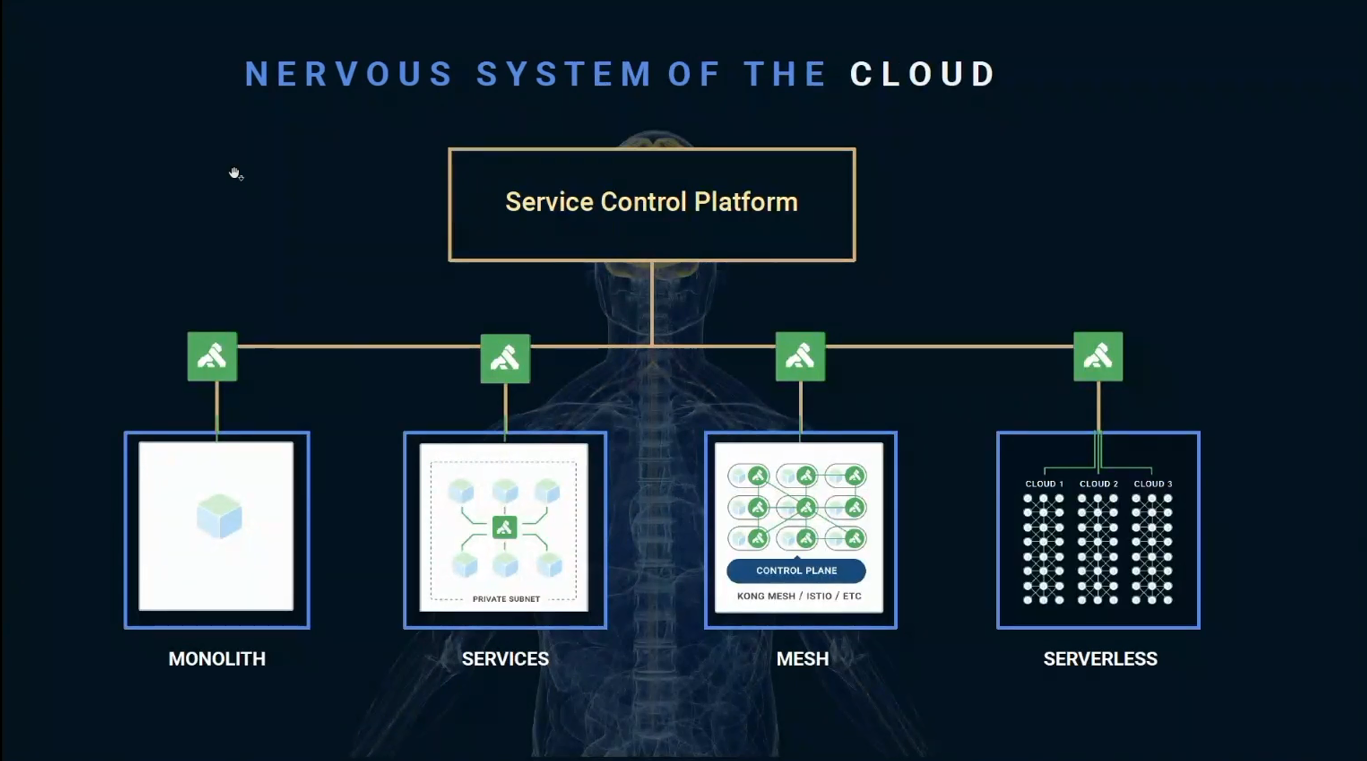 NERVOUS SYSTEM OF THE CLOUD
Service Control Platform
CLOUD 1 CLOUD 2 CLOUD 3
PRIVATE SUBNET
CONTROL PLANE
KONG MESH / ISTIO / ETC
MONOLITH
SERVICES
MESH
SERVERLESS